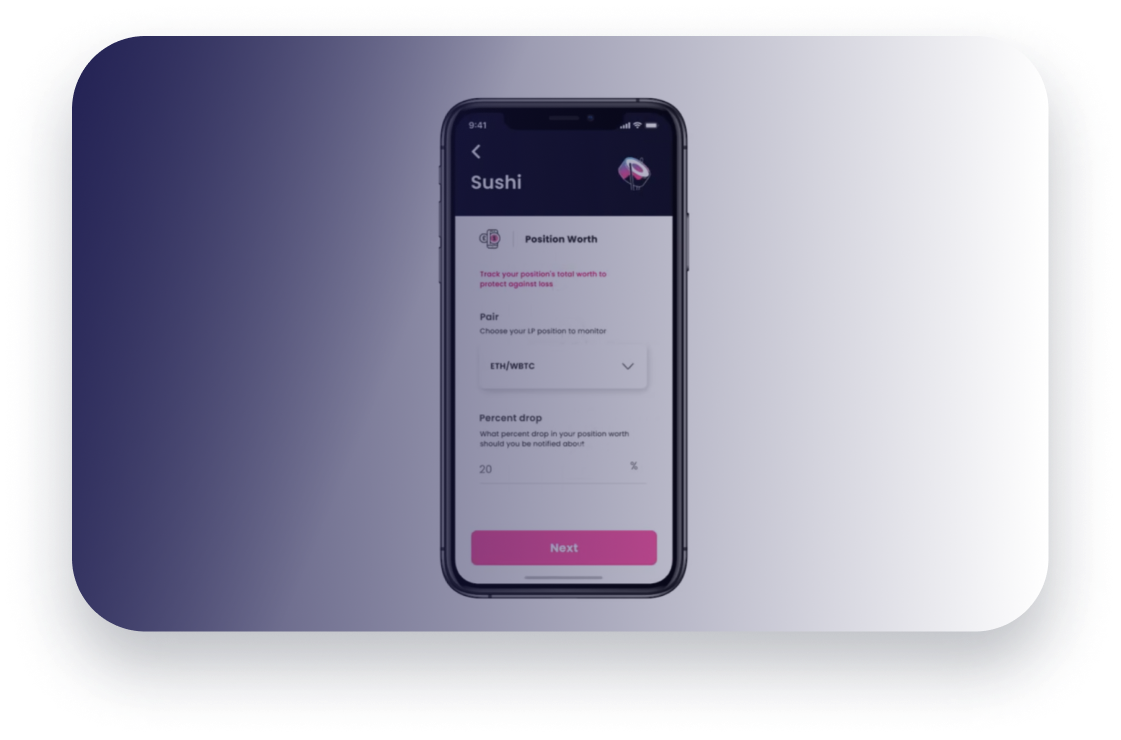 9:41
Sushi
Position Worth
Track your position's total worth to
protect against loss
Pair
Choose your LP position to monitor
ETH/WBTC
Percent drop
What percent drop in your position worth
should you be notified about?
20 %
Next